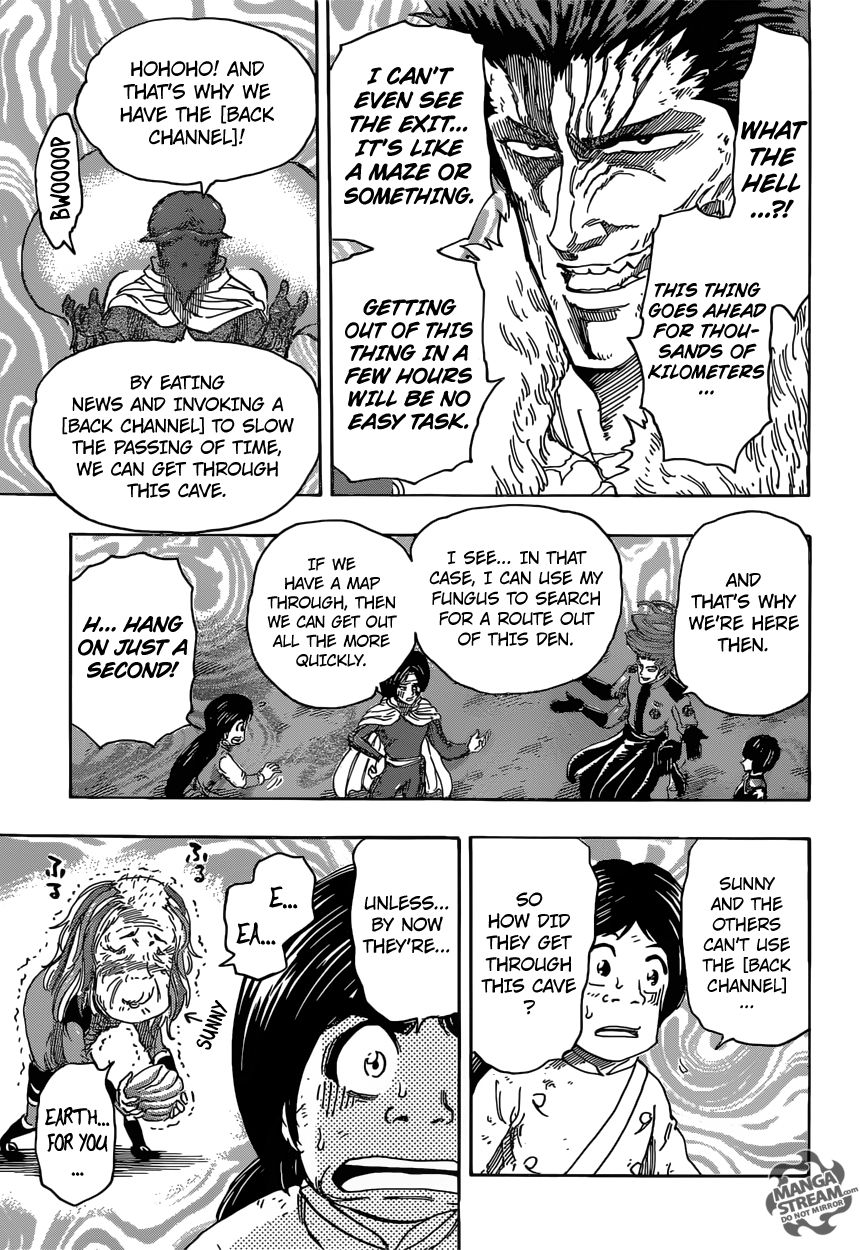 WHAT
THE
HELL
...?!
THIS THING
GOES AHEAD
FOR THOU-
SANDS OF
KILOMETERS
...
I CAN'T
EVEN SEE
THE EXIT...
IT'S LIKE
A MAZE OR
SOMETHING.
GETTING
OUT OF THIS
THING IN A
FEW HOURS
WILL BE NO
EASY TASK.
HOHOHO! AND
THAT'S WHY WE
HAVE THE [BACK
CHANNEL]!
BWOOOOP
BY EATING
NEWS AND INVOKING A
[BACK CHANNEL] TO SLOW
THE PASSING OF TIME,
WE CAN GET THROUGH
THIS CAVE.
AND
THAT'S WHY
WE'RE HERE
THEN.
I SEE... IN THAT
CASE, I CAN USE MY
FUNGUS TO SEARCH
FOR A ROUTE OUT
OF THIS DEN.
IF WE
HAVE A MAP
THROUGH, THEN
WE CAN GET OUT
ALL THE MORE
QUICKLY.
H... HANG
ON JUST A
SECOND!
SUNNY
AND THE
OTHERS
CAN'T USE
THE [BACK
CHANNEL]
...
SO
HOW DID
THEY GET
THROUGH
THIS CAVE
?
UNLESS...
BY NOW
THEY'RE...
E...
EA...
ふる
ふる
SUNNY
EARTH...
FOR YOU
...
MANGA
STREAM.com
DO NOT MIRROR!